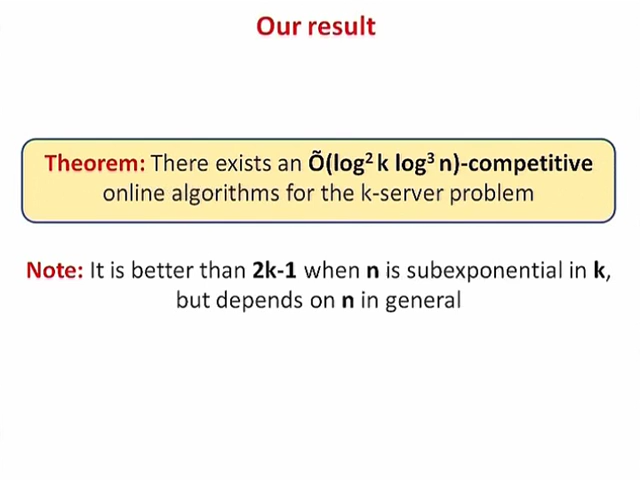 Our result
Theorem: There exists an Õ(log² k log³ n)-competitive
online algorithms for the k-server problem
Note: It is better than 2k-1 when n is subexponential in k,
but depends on n in general